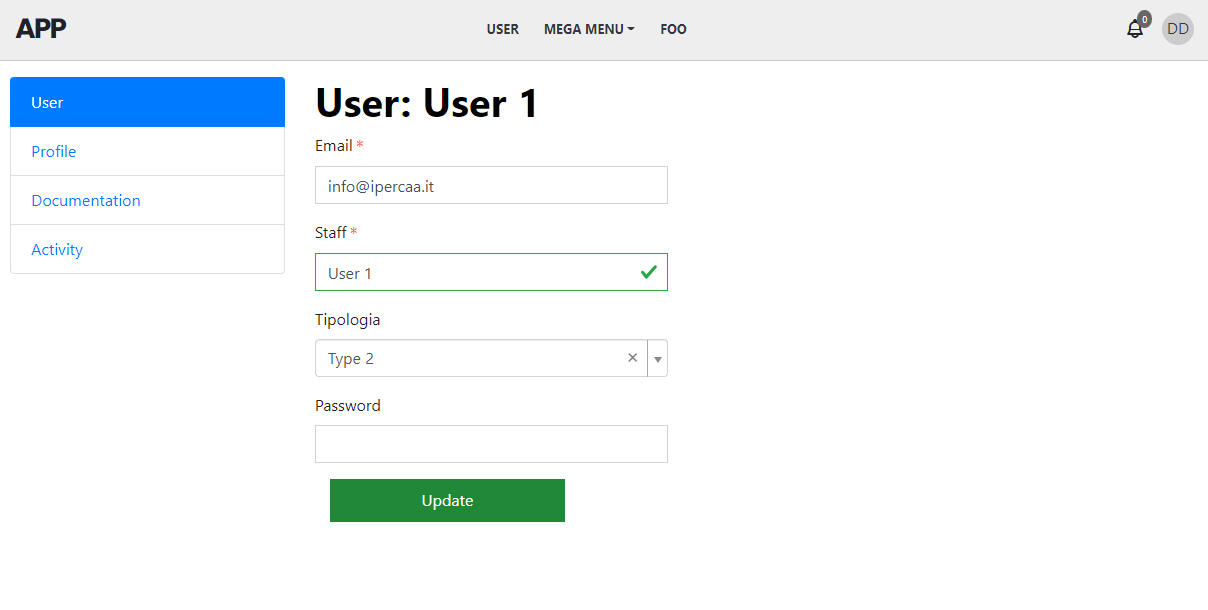 APP
USER
MEGA MENU
FOO
0
DD
User
Profile
Documentation
Activity
User: User 1
Email *
info@ipercaa.it
Staff *
User 1
Tipologia
Type 2
×
Password
Update